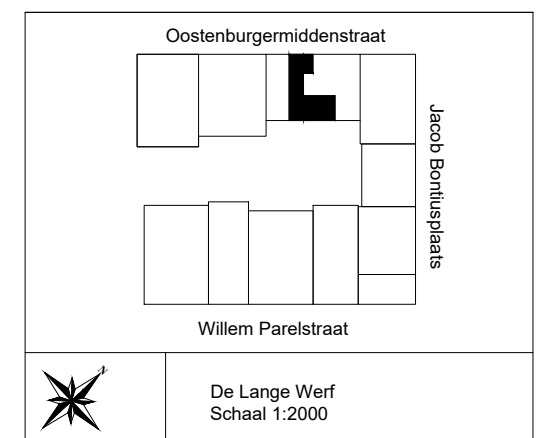 Oostenburgermiddenstraat
Jacob Bontiusplaats
Willem Parelstraat
N
De Lange Werf
Schaal 1:2000